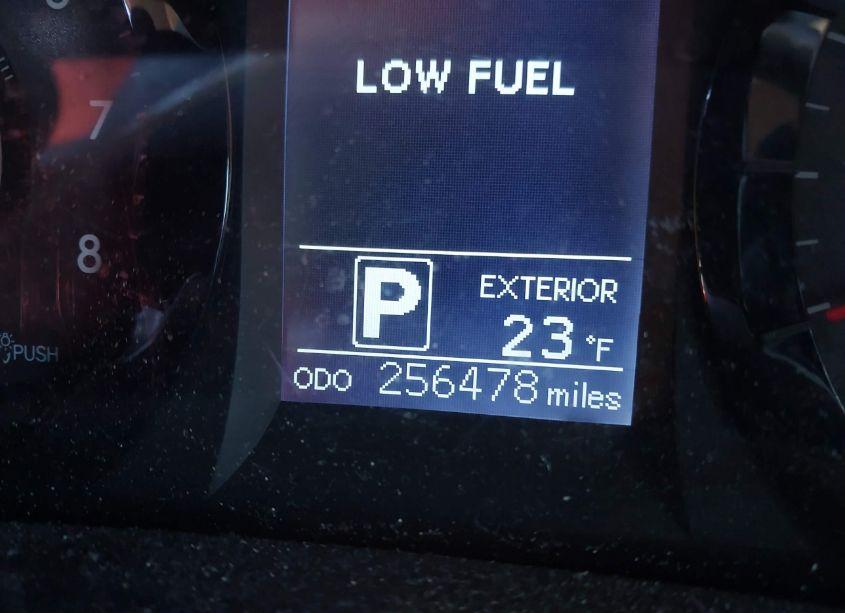 LOW FUEL
7
8
P
EXTERIOR
23 °F
PUSH
ODO 256478 miles